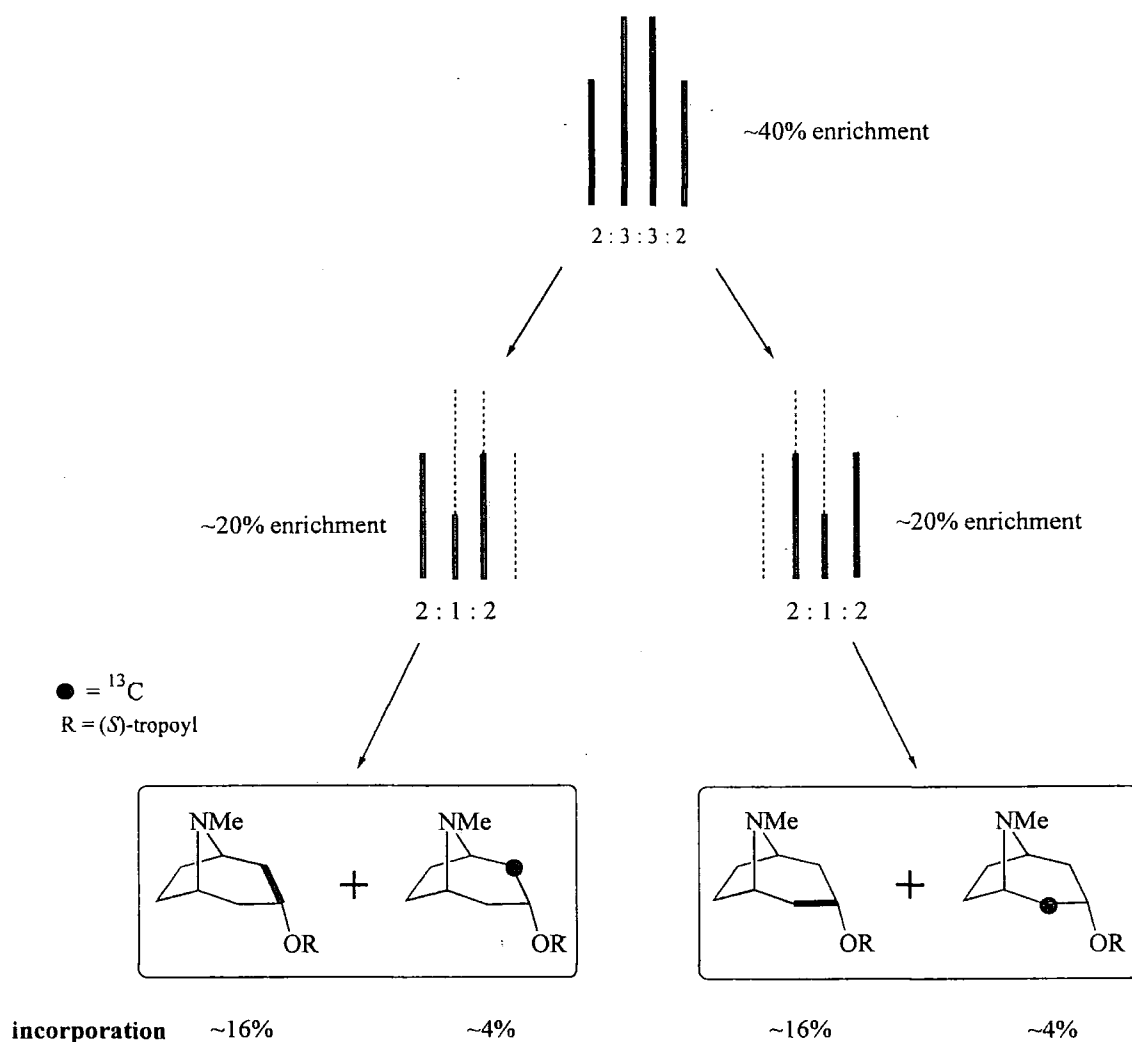 ~40% enrichment
2 : 3 : 3 : 2
~20% enrichment
~20% enrichment
2 : 1 : 2
2 : 1 : 2
● = ¹³C
R = (S)-tropoyl
NMe
NMe
NMe
NMe
+
+
OR
OR
OR
OR
incorporation ~16% ~4% ~16% ~4%